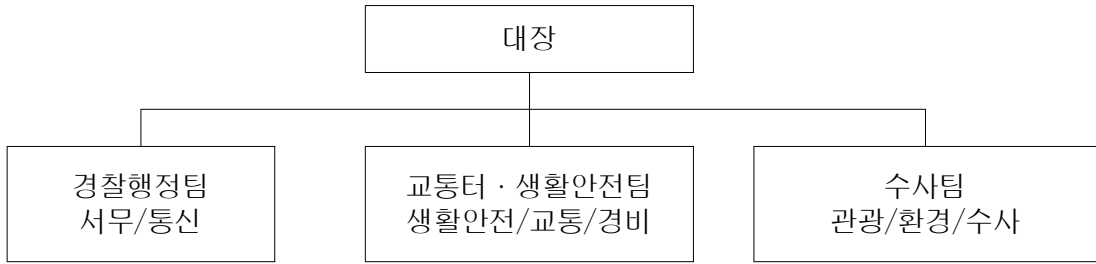 대장
경찰행정팀
서무/통신
교통터 · 생활안전팀
생활안전/교통/경비
수사팀
관광/환경/수사